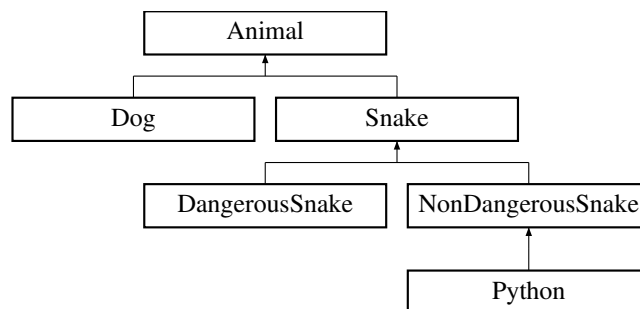 Animal
Dog
Snake
DangerousSnake
NonDangerousSnake
Python